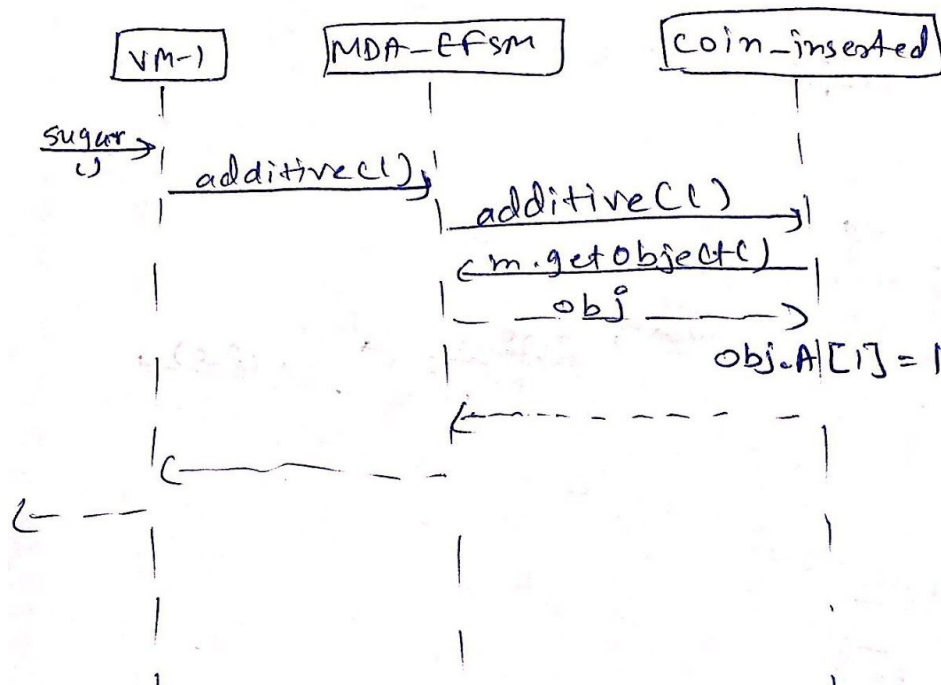 VM-1
MDA-EFSM
Coin_inserted
sugar
()
additive(1)
additive(1)
m.getObject()
obj
obj.A[1] = 1